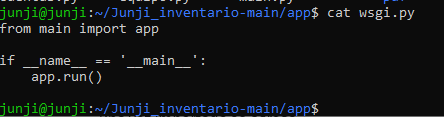 junji@junji:~/Junji_inventario-main/app$ cat wsgi.py
from main import app
if __name__ == '__main__':
    app.run()
junji@junji:~/Junji_inventario-main/app$